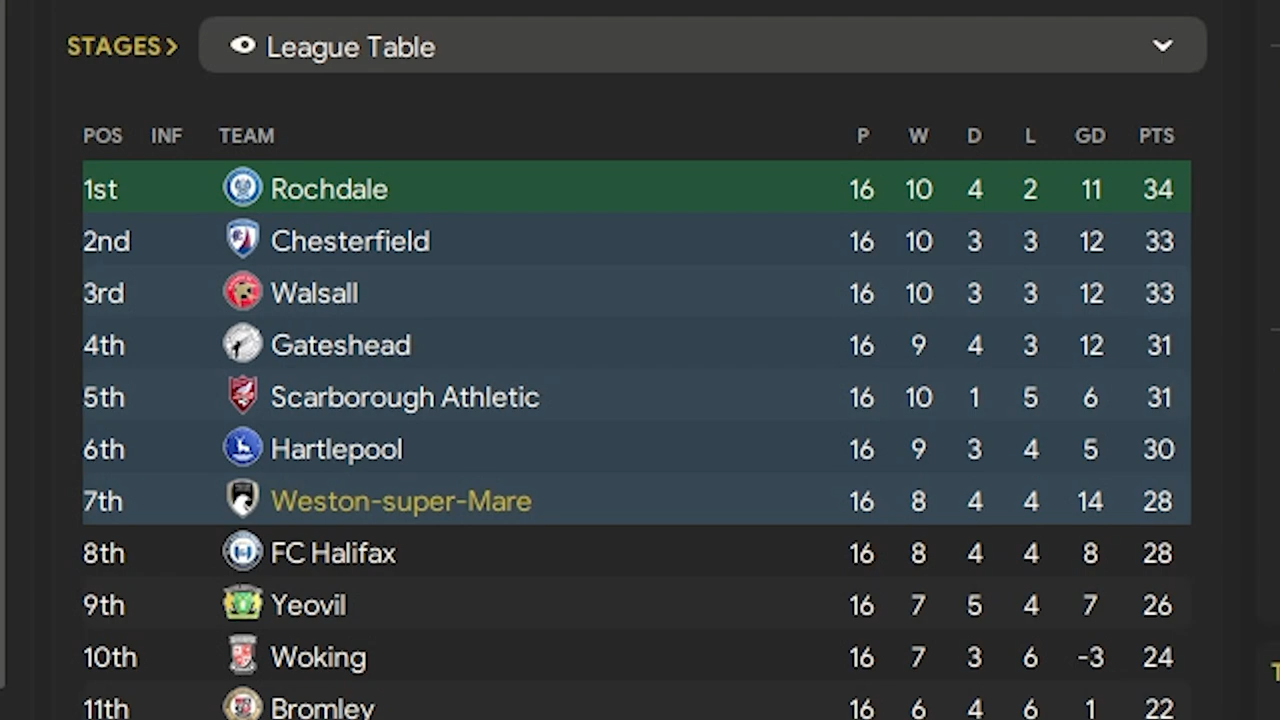 STAGES> League Table
POS INF TEAM P W D L GD PTS
1st Rochdale 16 10 4 2 11 34
2nd Chesterfield 16 10 3 3 12 33
3rd Walsall 16 10 3 3 12 33
4th Gateshead 16 9 4 3 12 31
5th Scarborough Athletic 16 10 1 5 6 31
6th Hartlepool 16 9 3 4 5 30
7th Weston-super-Mare 16 8 4 4 14 28
8th FC Halifax 16 8 4 4 8 28
9th Yeovil 16 7 5 4 7 26
10th Woking 16 7 3 6 -3 24
11th Bromley 16 6 4 6 1 22